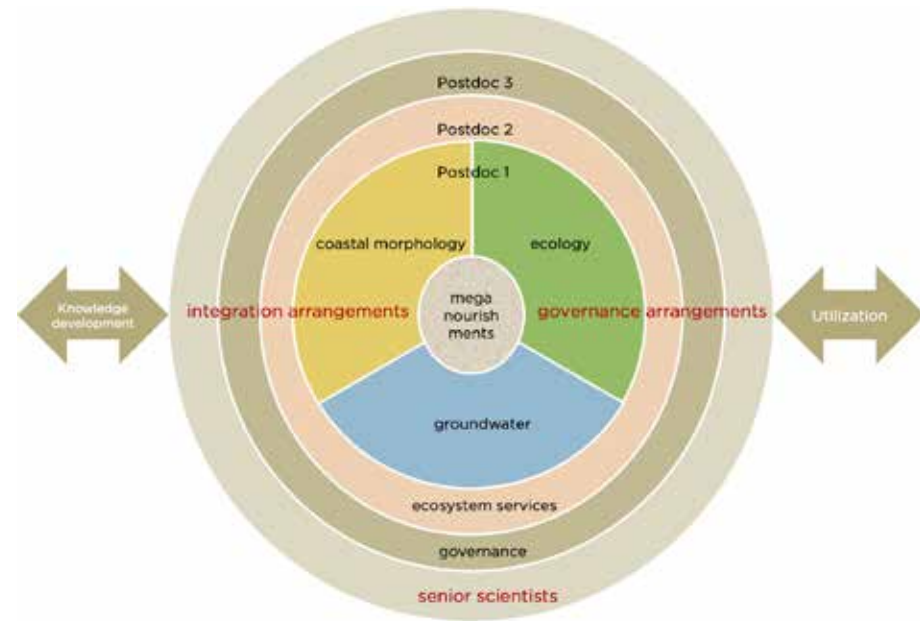 Postdoc 3
Postdoc 2
Postdoc 1
coastal morphology
ecology
Knowledge
development
integration arrangements
mega
nourish
ments
governance arrangements
Utilization
groundwater
ecosystem services
governance
senior scientists